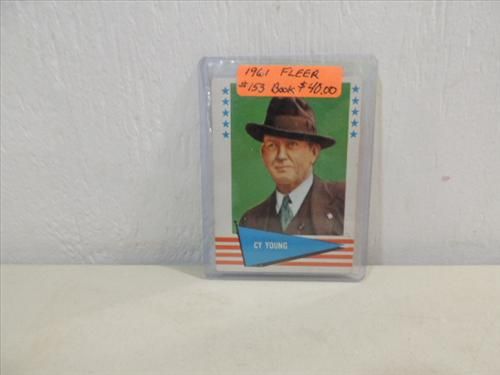 1961 FLEER
#153 Book $40.00
CY YOUNG